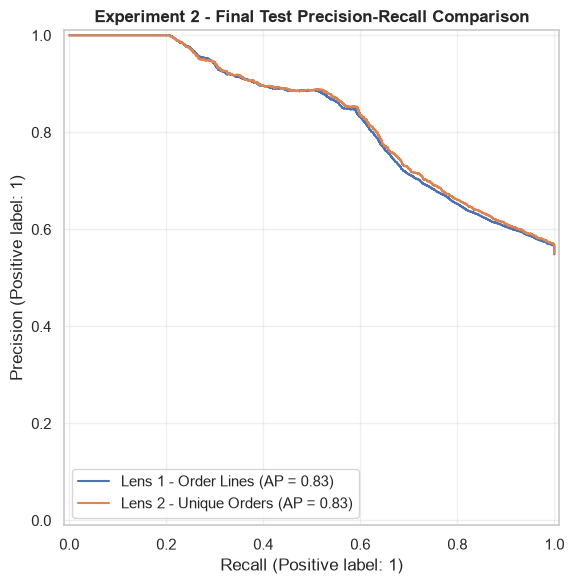 Experiment 2 - Final Test Precision-Recall Comparison
Precision (Positive label: 1)
1.0
0.8
0.6
0.4
0.2
0.0
Lens 1 - Order Lines (AP = 0.83)
Lens 2 - Unique Orders (AP = 0.83)
0.0 0.2 0.4 0.6 0.8 1.0
Recall (Positive label: 1)